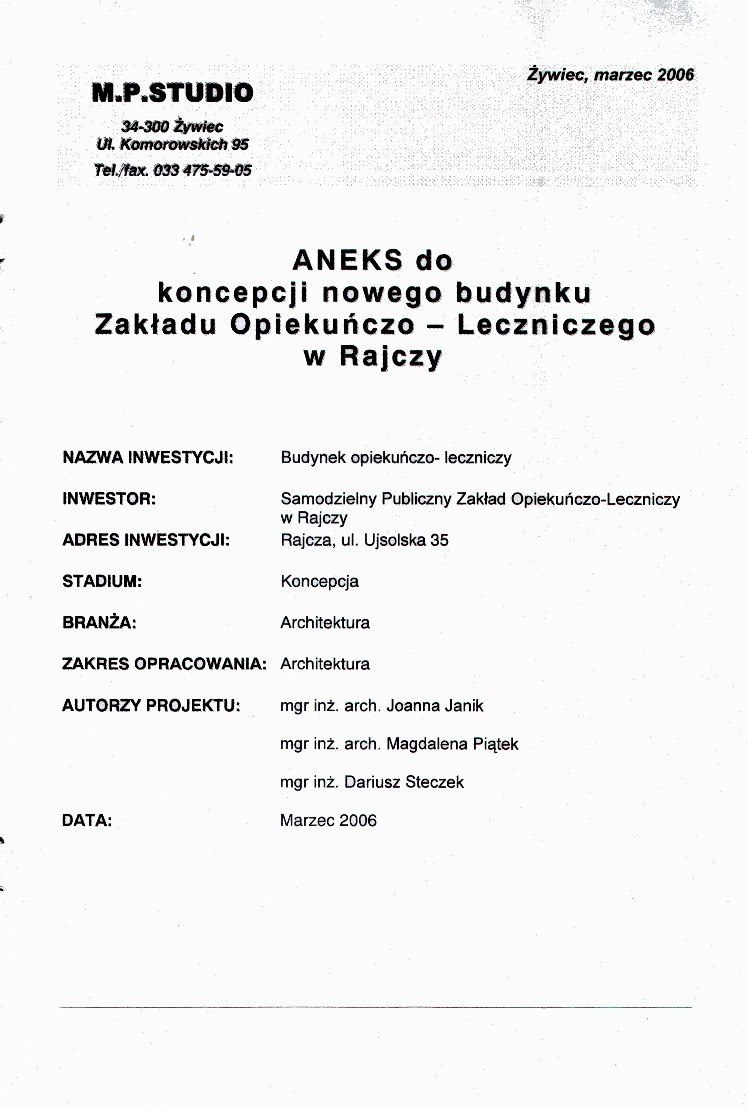 Żywiec, marzec 2006
M.P.STUDIO
34-300 Żywiec
Ul. Komorowskich 95
Tel./fax. 033 475-59-05
ANEKS do
koncepcji nowego budynku
Zakładu Opiekuńczo – Leczniczego
w Rajczy
NAZWA INWESTYCJI: Budynek opiekuńczo- leczniczy
INWESTOR: Samodzielny Publiczny Zakład Opiekuńczo-Leczniczy
w Rajczy
ADRES INWESTYCJI: Rajcza, ul. Ujsolska 35
STADIUM: Koncepcja
BRANŻA: Architektura
ZAKRES OPRACOWANIA: Architektura
AUTORZY PROJEKTU: mgr inż. arch. Joanna Janik
mgr inż. arch. Magdalena Piątek
mgr inż. Dariusz Steczek
DATA: Marzec 2006